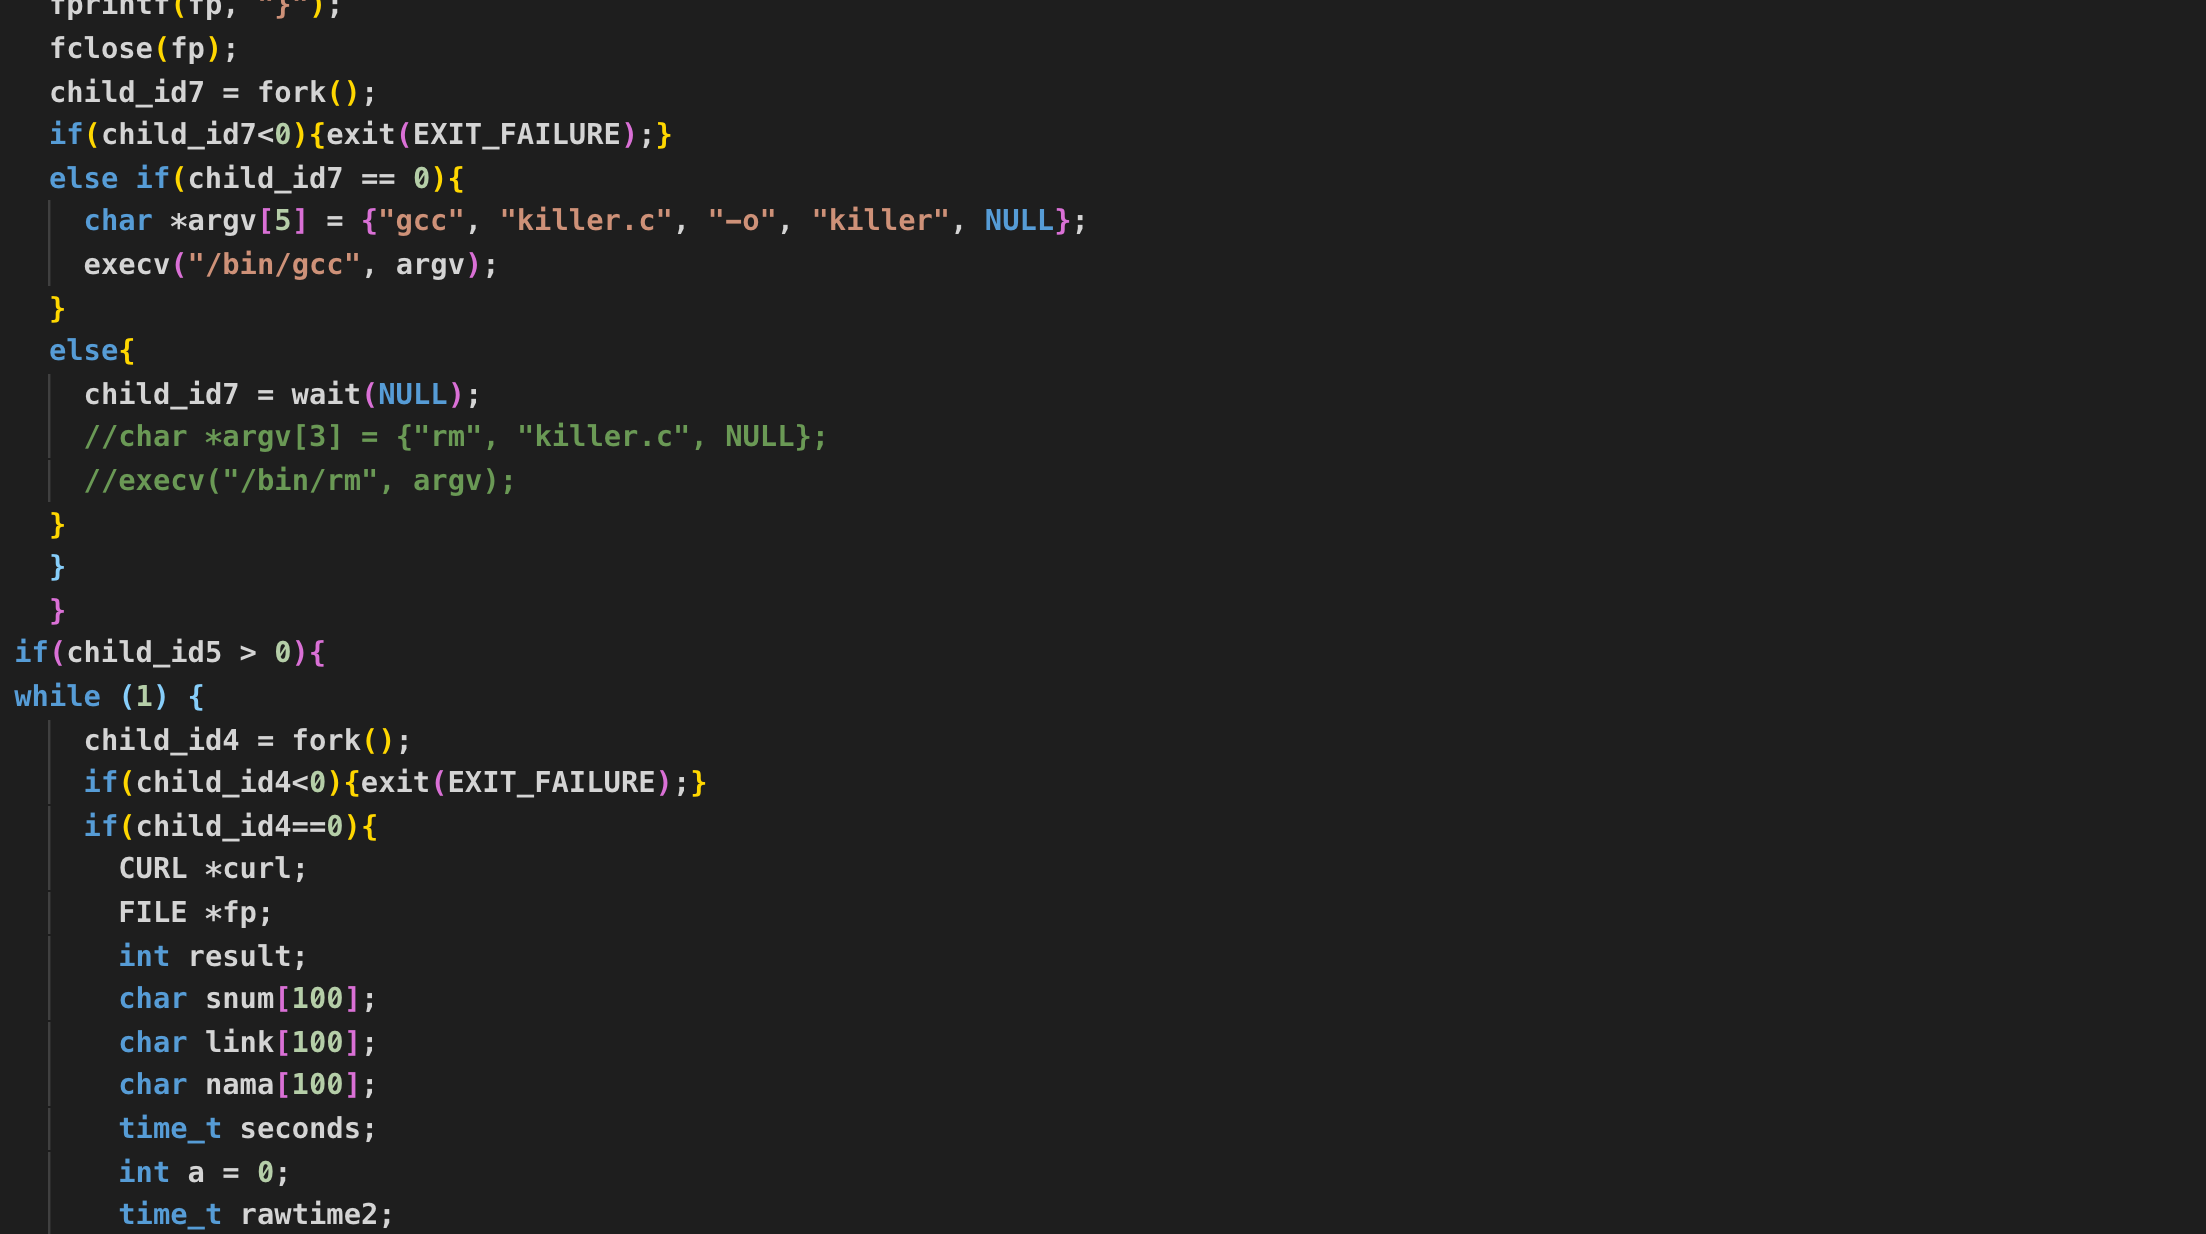 fprintf(fp, "}");
fclose(fp);
child_id7 = fork();
if(child_id7<0){exit(EXIT_FAILURE);}
else if(child_id7 == 0){
char *argv[5] = {"gcc", "killer.c", "-o", "killer", NULL};
execv("/bin/gcc", argv);
}
else{
child_id7 = wait(NULL);
//char *argv[3] = {"rm", "killer.c", NULL};
//execv("/bin/rm", argv);
}
}
}
if(child_id5 > 0){
while (1) {
child_id4 = fork();
if(child_id4<0){exit(EXIT_FAILURE);}
if(child_id4==0){
CURL *curl;
FILE *fp;
int result;
char snum[100];
char link[100];
char nama[100];
time_t seconds;
int a = 0;
time_t rawtime2;